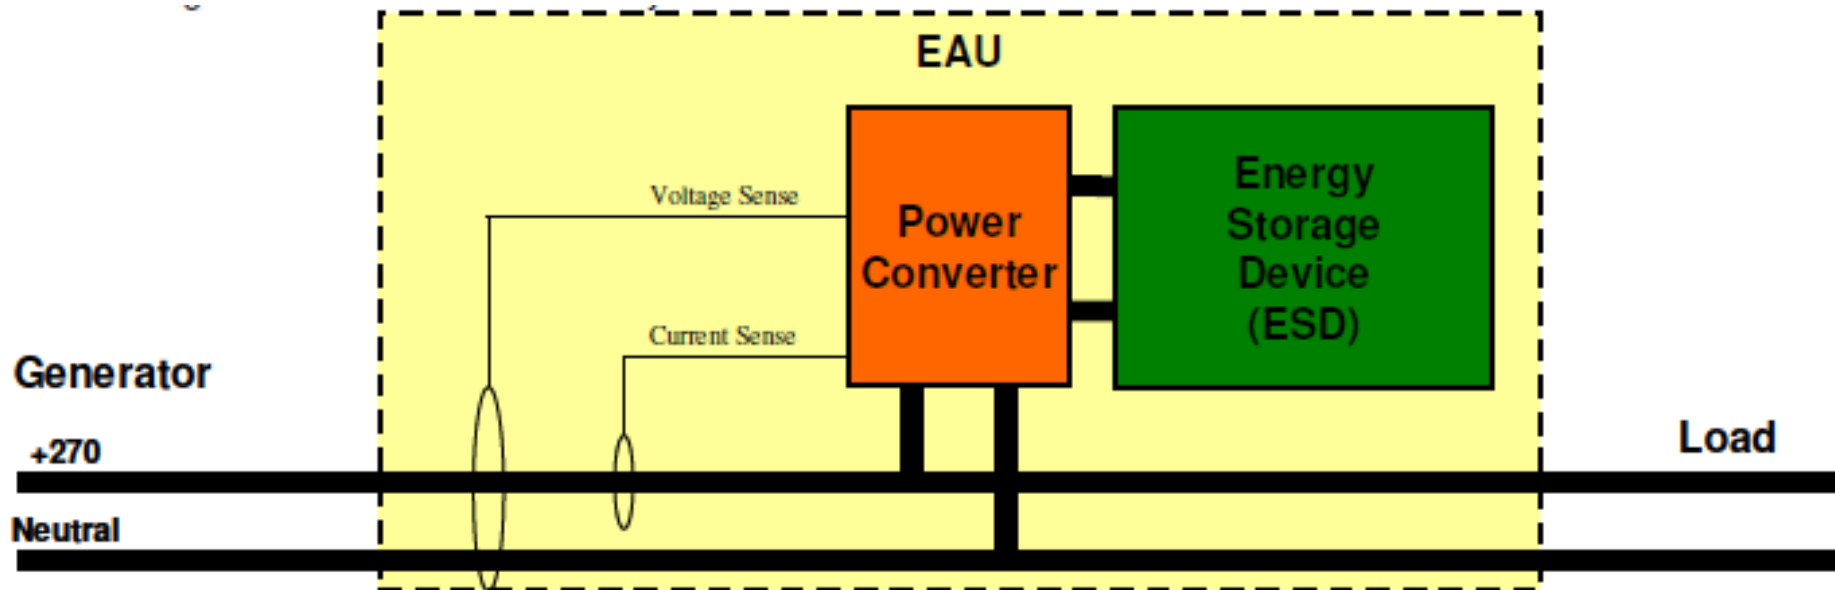 EAU
Voltage Sense
Power
Converter
Energy
Storage
Device
(ESD)
Current Sense
Generator
+270
Load
Neutral